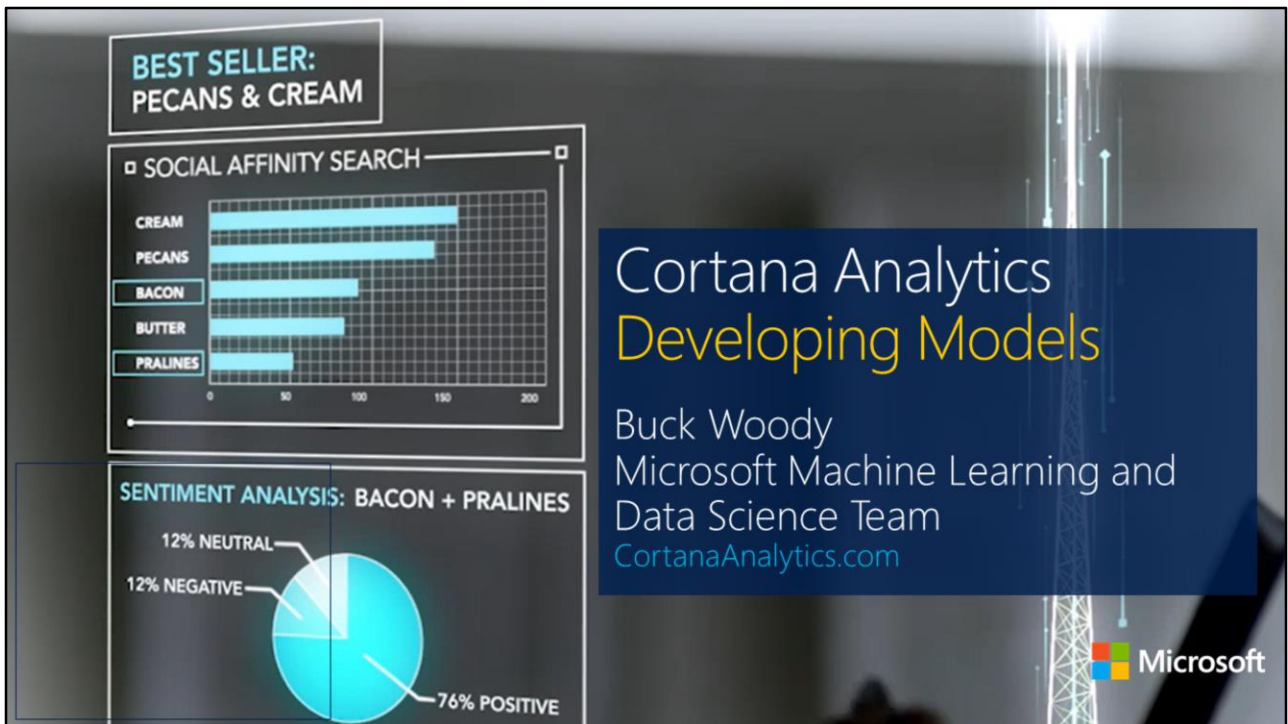 BEST SELLER:
PECANS & CREAM
SOCIAL AFFINITY SEARCH
CREAM
PECANS
BACON
BUTTER
PRALINES
0 50 100 150 200
SENTIMENT ANALYSIS: BACON + PRALINES
12% NEUTRAL
12% NEGATIVE
76% POSITIVE
Cortana Analytics
Developing Models
Buck Woody
Microsoft Machine Learning and
Data Science Team
CortanaAnalytics.com
Microsoft